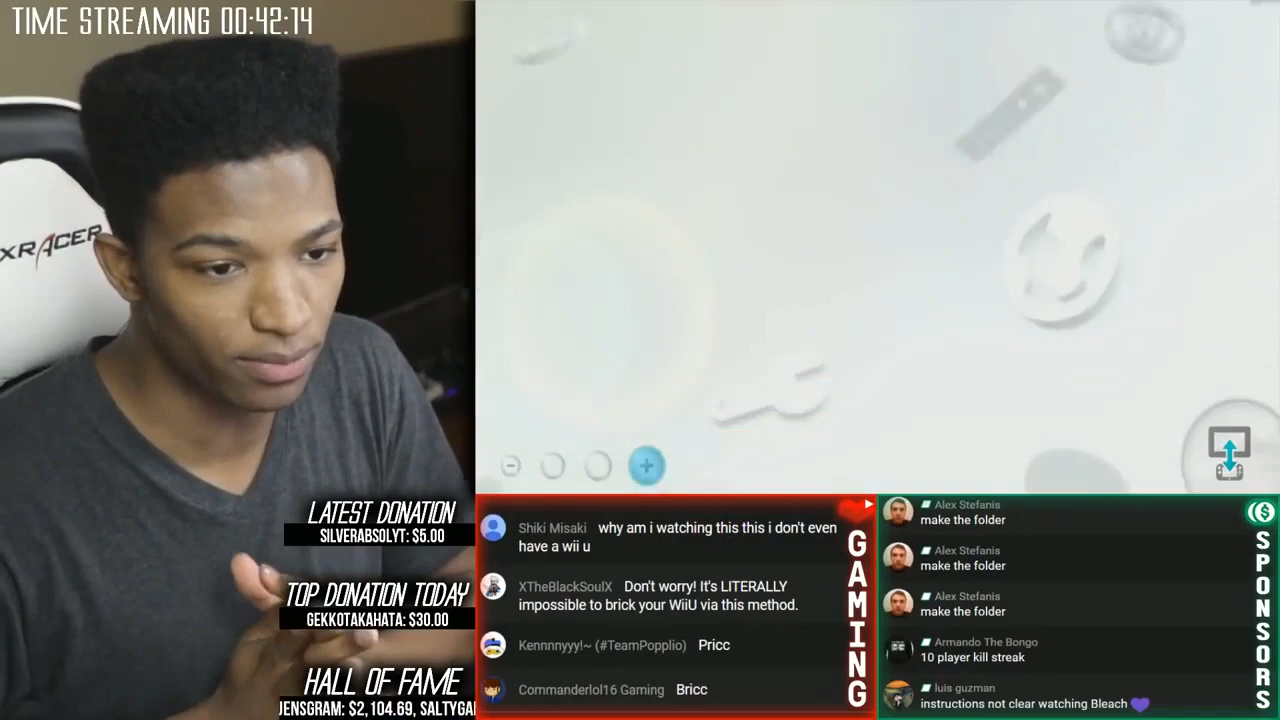 TIME STREAMING 00:42:14
XRACER
LATEST DONATION
SILVERABSOLYT: $5.00
TOP DONATION TODAY
GEKKOTAKAHATA: $30.00
HALL OF FAME
JENSGRAM: $2,104.69, SALTYGA
Shiki Misaki why am i watching this this i don't even
have a wii u
XTheBlackSoulX Don't worry! It's LITERALLY
impossible to brick your WiiU via this method.
Kennnnyyy!~ (#TeamPopplio) Pricc
Commanderlol16 Gaming Bricc
GAMING
Alex Stefanis
make the folder
Alex Stefanis
make the folder
Alex Stefanis
make the folder
Armando The Bongo
10 player kill streak
luis guzman
instructions not clear watching Bleach 💜
SPONSORS